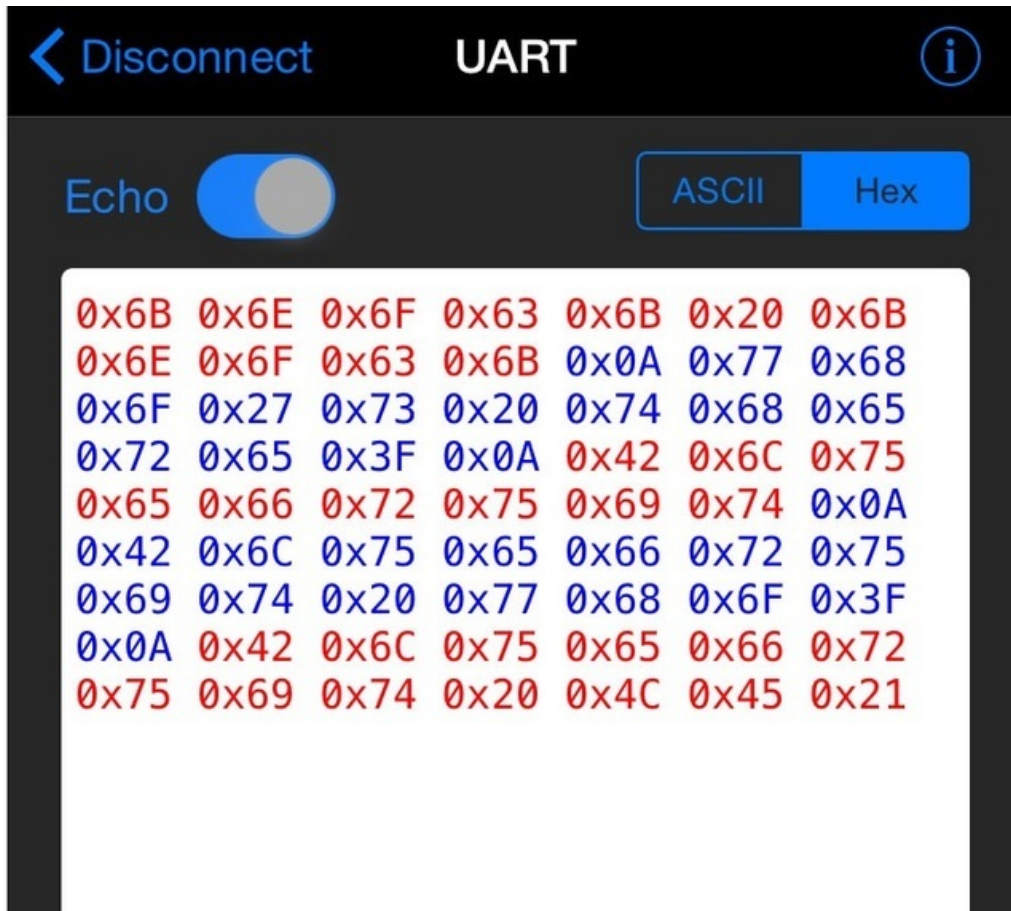 Disconnect UART i
Echo ASCII Hex
0x6B 0x6E 0x6F 0x63 0x6B 0x20 0x6B
0x6E 0x6F 0x63 0x6B 0x0A 0x77 0x68
0x6F 0x27 0x73 0x20 0x74 0x68 0x65
0x72 0x65 0x3F 0x0A 0x42 0x6C 0x75
0x65 0x66 0x72 0x75 0x69 0x74 0x0A
0x42 0x6C 0x75 0x65 0x66 0x72 0x75
0x69 0x74 0x20 0x77 0x68 0x6F 0x3F
0x0A 0x42 0x6C 0x75 0x65 0x66 0x72
0x75 0x69 0x74 0x20 0x4C 0x45 0x21